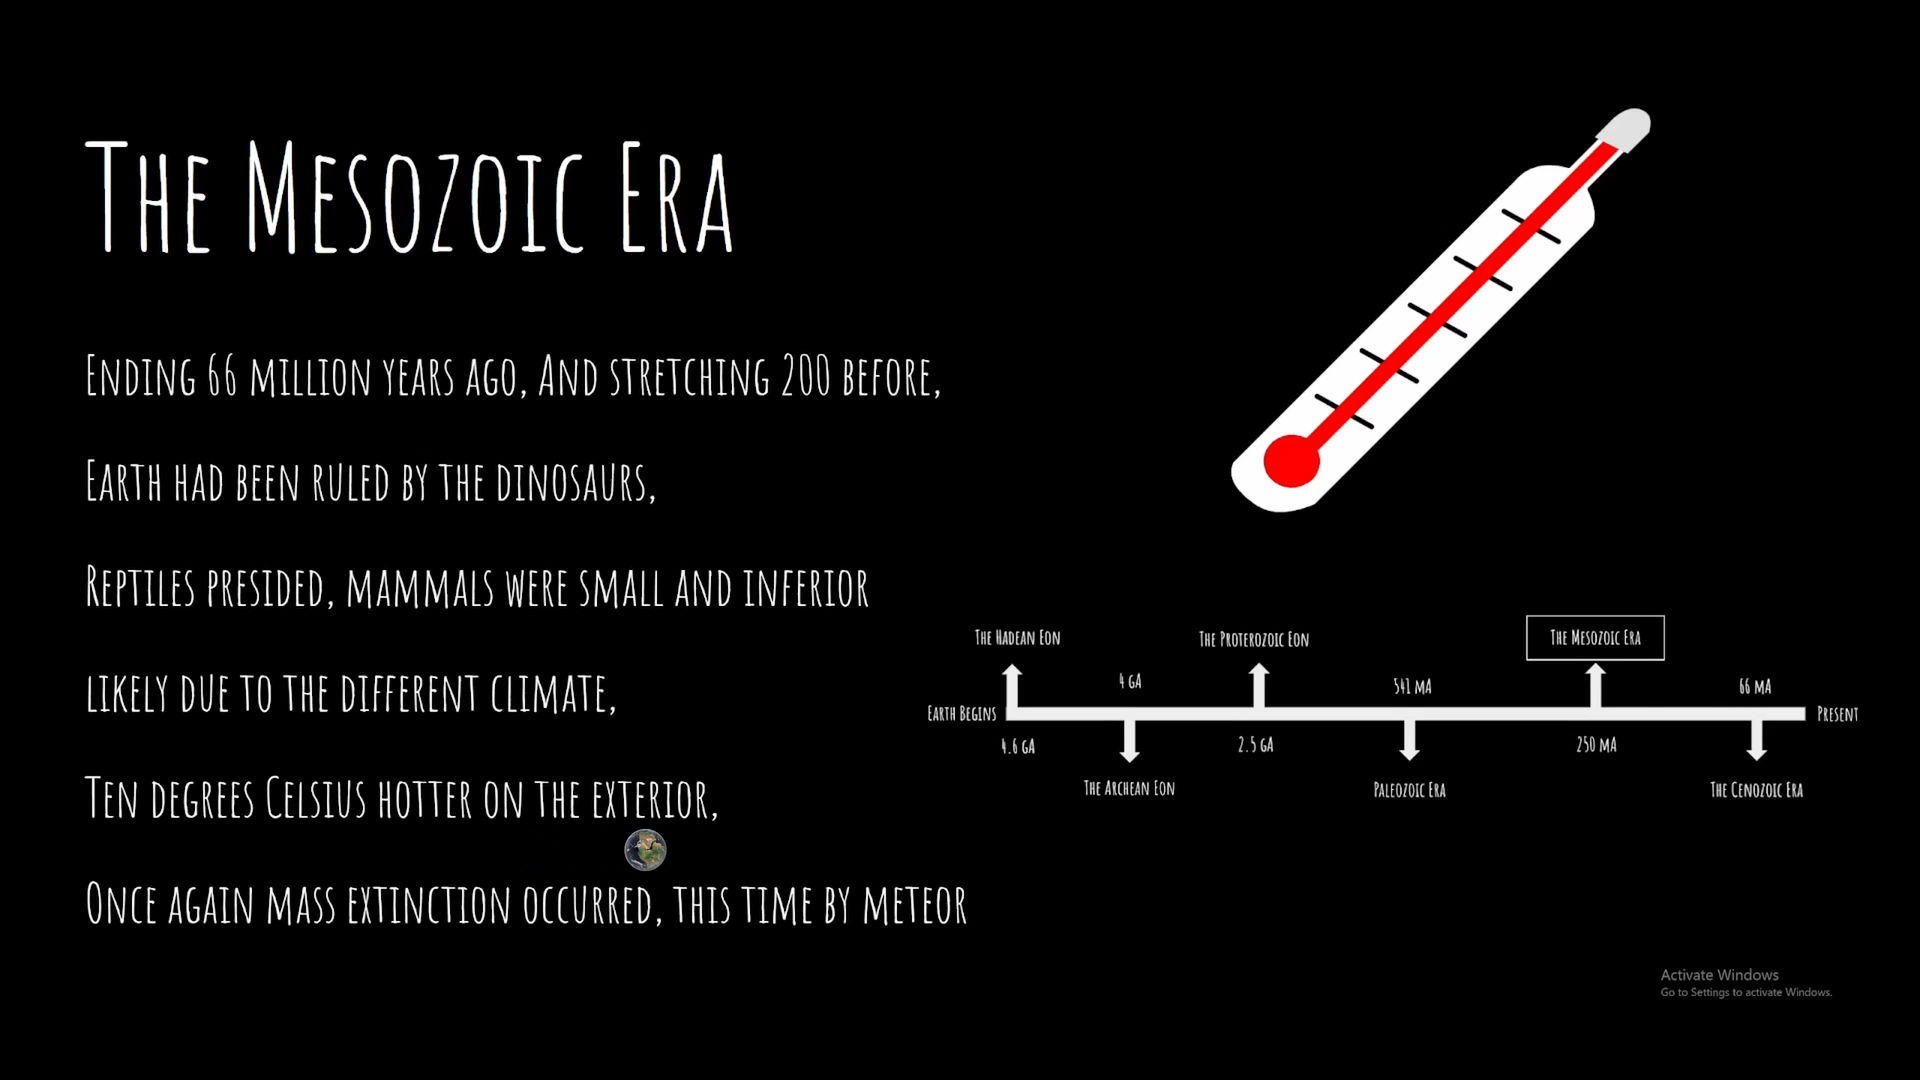 The Mesozoic Era
Ending 66 million years ago, And stretching 200 before,
Earth had been ruled by the dinosaurs,
Reptiles presided, mammals were small and inferior
likely due to the different climate,
Ten degrees Celsius hotter on the exterior,
Once again mass extinction occurred, this time by meteor
The Hadean Eon
The Proterozoic Eon
The Mesozoic Era
4 gA
541 mA
66 mA
Earth Begins
Present
4.6 gA
2.5 gA
250 mA
The Archean Eon
Paleozoic Era
The Cenozoic Era
Activate Windows
Go to Settings to activate Windows.